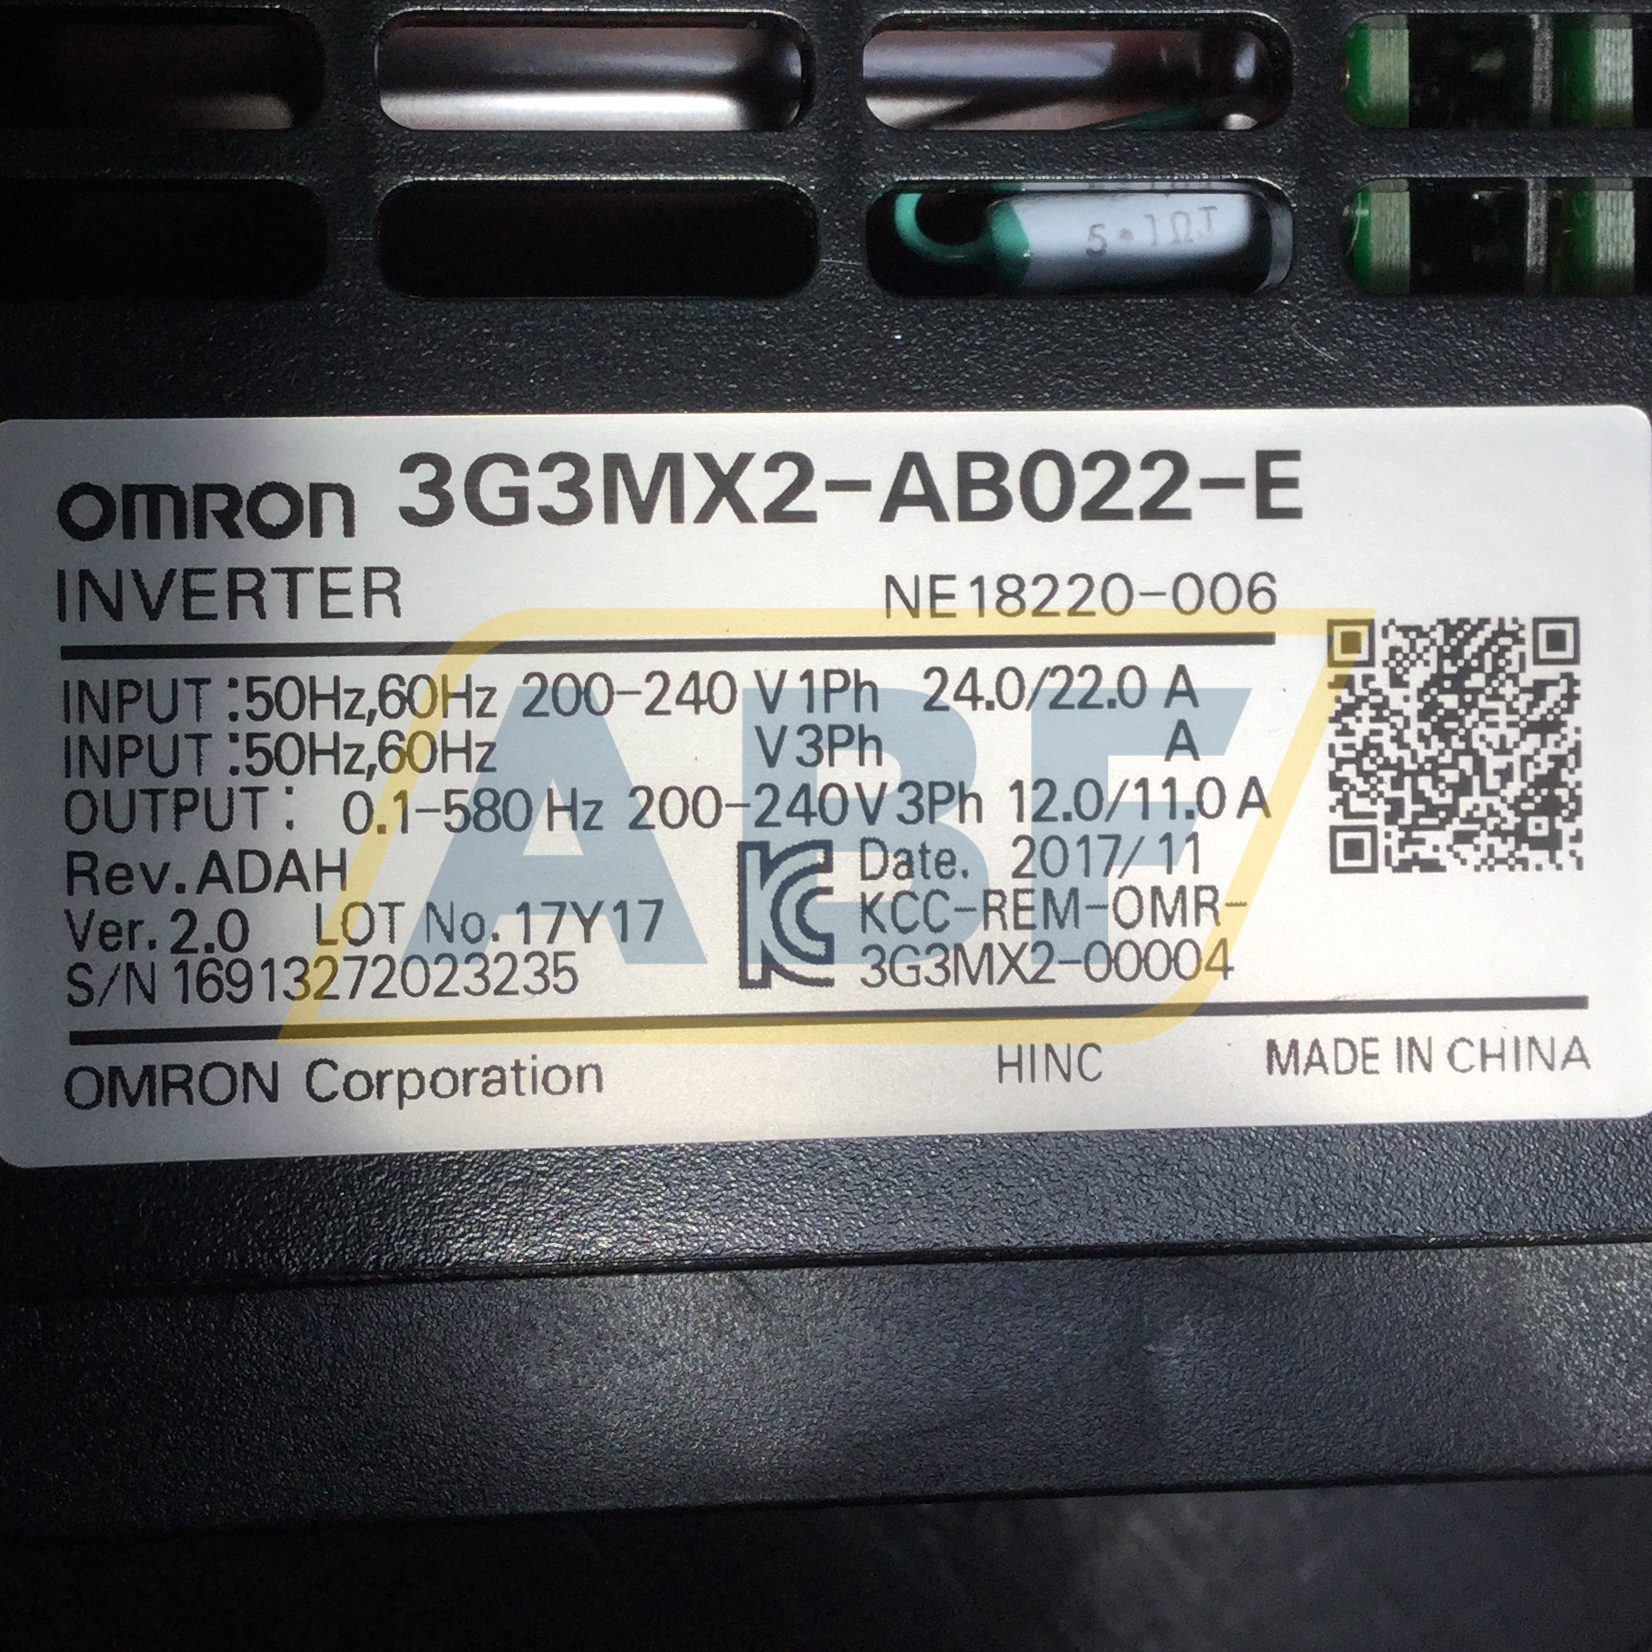 5.1ΩJ
OMRON 3G3MX2-AB022-E
INVERTER NE18220-006
INPUT :50Hz,60Hz 200-240 V 1Ph 24.0/22.0 A
INPUT :50Hz,60Hz V 3Ph A
OUTPUT: 0.1-580 Hz 200-240 V 3Ph 12.0/11.0 A
Rev. ADAH Date. 2017/11
Ver. 2.0 LOT No. 17Y17 KC KCC-REM-OMR-
S/N 16913272023235 3G3MX2-00004
OMRON Corporation HINC MADE IN CHINA
ABF